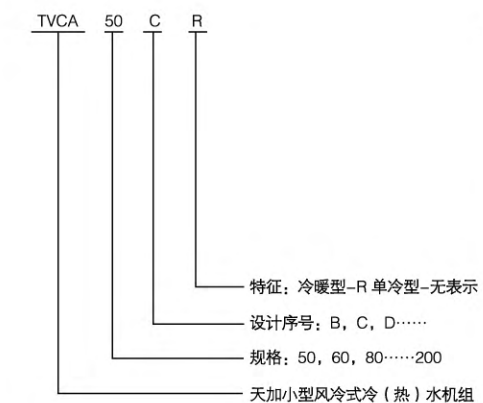 TVCA 50 C R
特征：冷暖型-R 单冷型-无表示
设计序号：B，C，D……
规格：50，60，80……200
天加小型风冷式冷（热）水机组